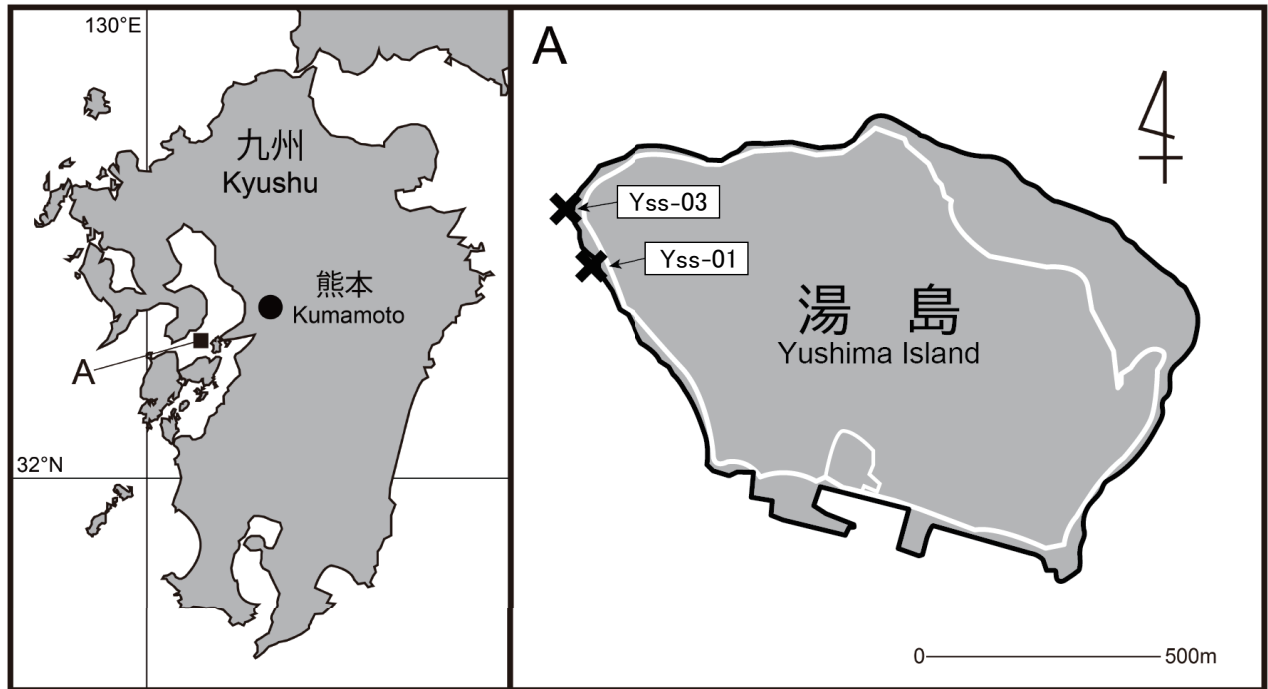 130°E
九州
Kyushu
熊本
Kumamoto
A
32°N
A
Yss-03
Yss-01
湯 島
Yushima Island
0 500m